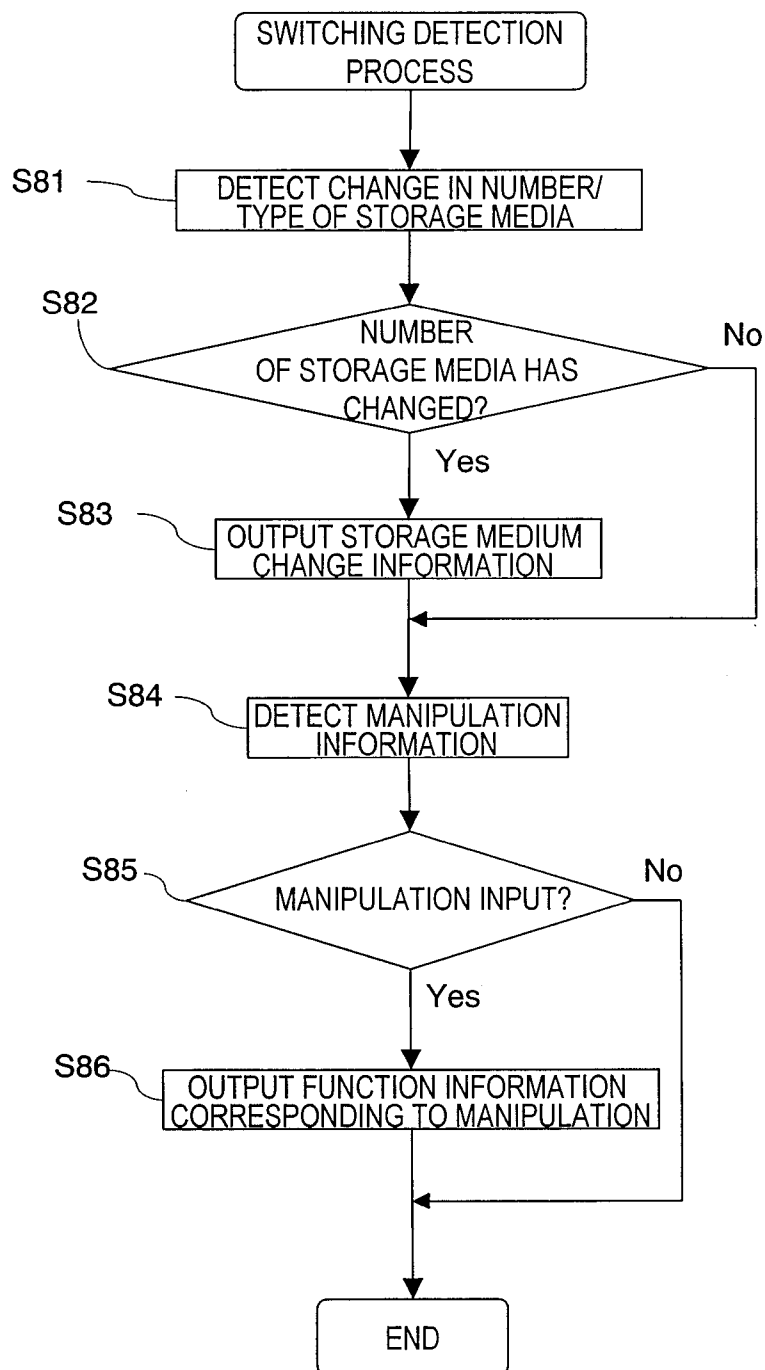 SWITCHING DETECTION
PROCESS
S81
DETECT CHANGE IN NUMBER/
TYPE OF STORAGE MEDIA
S82
NUMBER
OF STORAGE MEDIA HAS
CHANGED?
No
Yes
S83
OUTPUT STORAGE MEDIUM
CHANGE INFORMATION
S84
DETECT MANIPULATION
INFORMATION
S85
MANIPULATION INPUT?
No
Yes
S86
OUTPUT FUNCTION INFORMATION
CORRESPONDING TO MANIPULATION
END